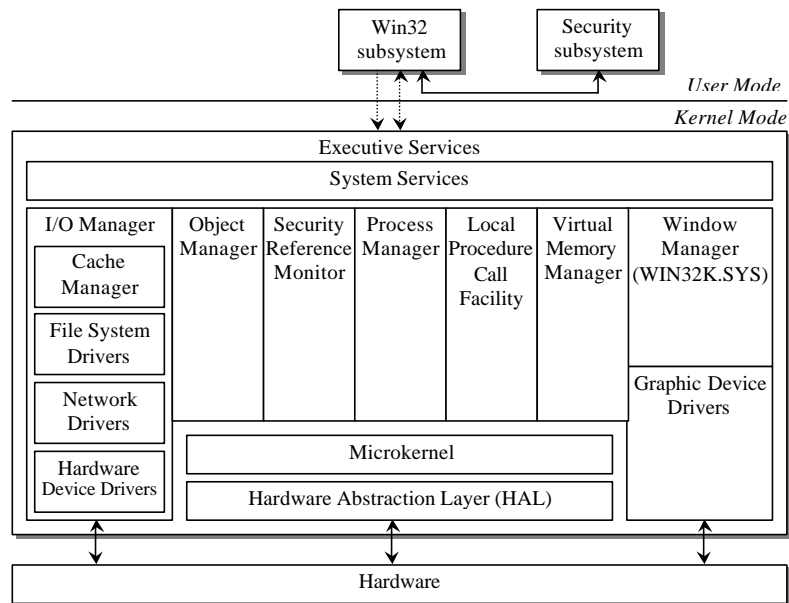 Win32
subsystem
Security
subsystem
User Mode
Kernel Mode
Executive Services
System Services
I/O Manager
Cache
Manager
File System
Drivers
Network
Drivers
Hardware
Device Drivers
Object
Manager
Security
Reference
Monitor
Process
Manager
Local
Procedure
Call
Facility
Virtual
Memory
Manager
Window
Manager
(WIN32K.SYS)
Graphic Device
Drivers
Microkernel
Hardware Abstraction Layer (HAL)
Hardware